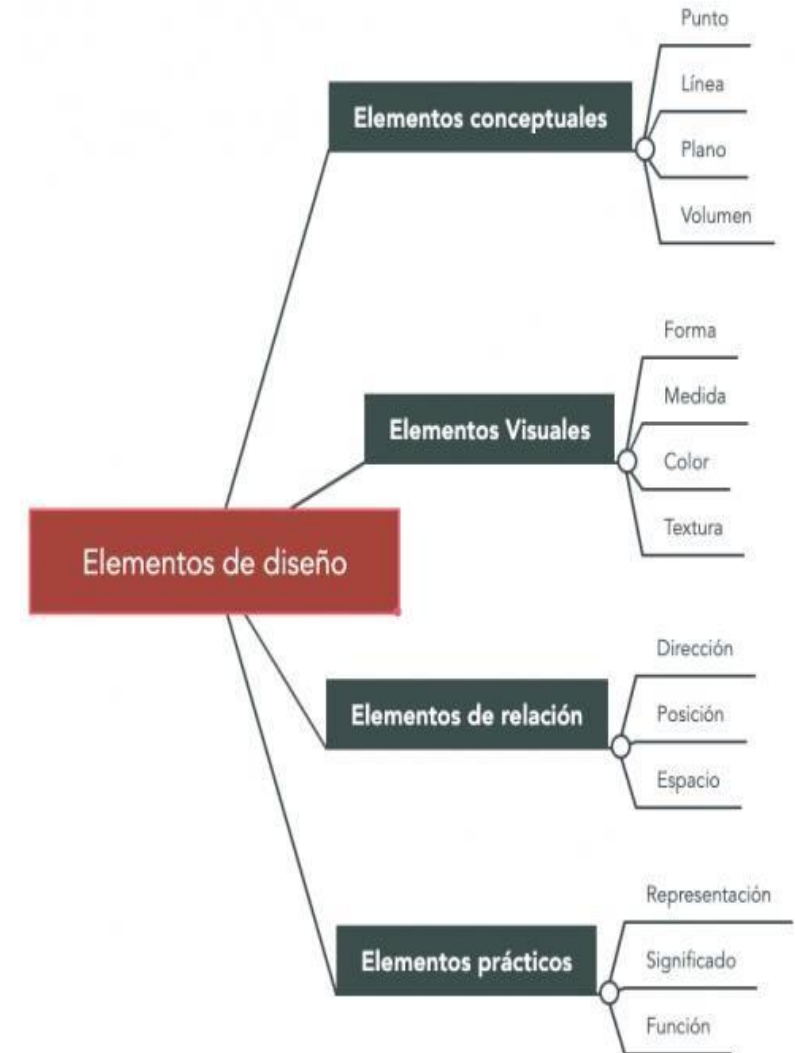 Elementos de diseño
Elementos conceptuales
Punto
Línea
Plano
Volumen
Elementos Visuales
Forma
Medida
Color
Textura
Elementos de relación
Dirección
Posición
Espacio
Elementos prácticos
Representación
Significado
Función